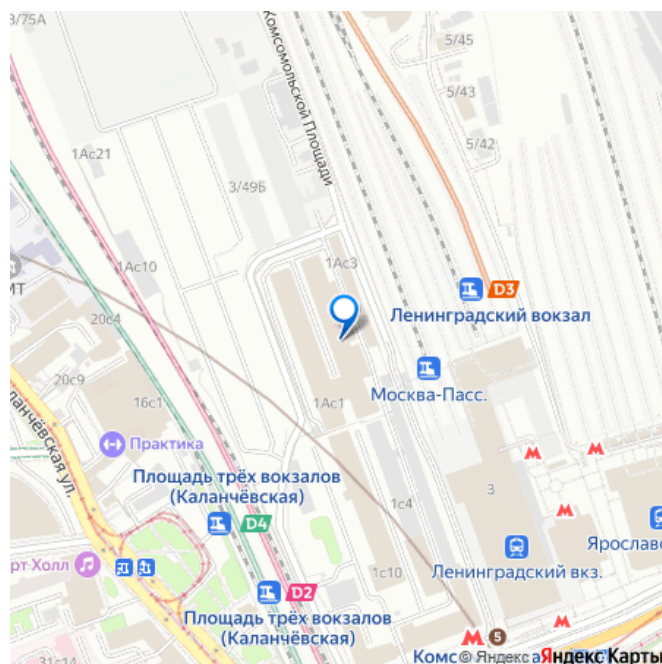 3/75А
Комсомольской Площади
5/45
5/43
5/42
1Ас21
3/49Б
1Ас10
1Ас3
ИТ
20с4
D3
Ленинградский вокзал
Москва-Пасс.
20с9
16с1
1Ас1
Практика
Каланчёвская ул.
Площадь трёх вокзалов
(Каланчёвская)
D4
1с4
3
Ярославс
Ленинградский вкз.
рт Холл
1с10
D2
Площадь трёх вокзалов
(Каланчёвская)
5
31с14
© Яндекс Яндекс Карты